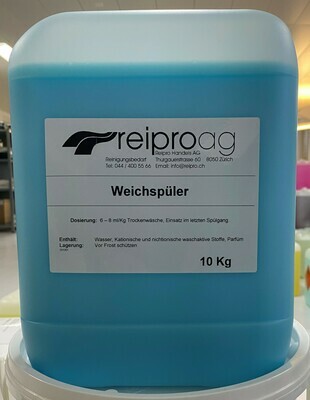 reiproag
Reipro Handels AG
Reinigungsbedarf Thurgauerstrasse 60 8050 Zürich
Tel: 044 / 400 55 66 Email: info@reipro.ch
Weichspüler
Dosierung: 6 – 8 ml/Kg Trockenwäsche, Einsatz im letzten Spülgang.
Enthält: Wasser, Kationische und nichtionische waschaktive Stoffe, Parfum
Lagerung: Vor Frost schützen
10 Kg